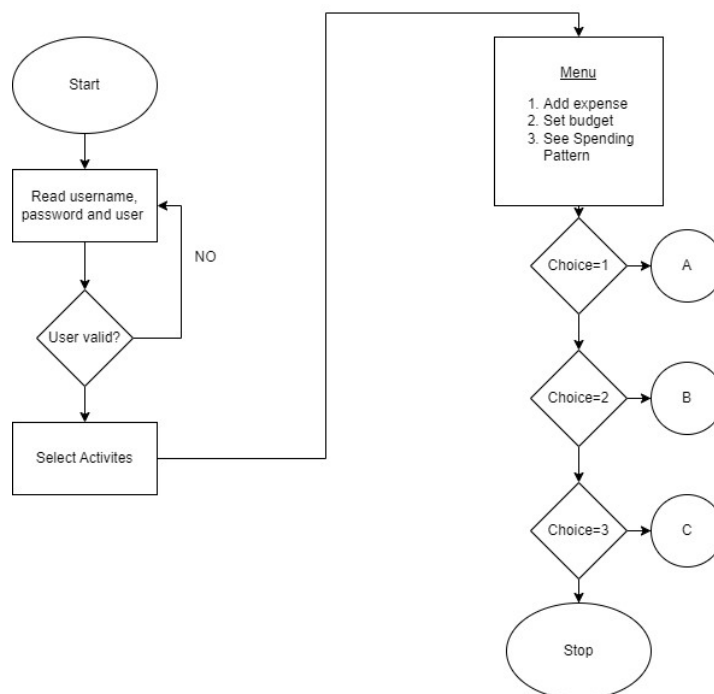 Start
Read username,
password and user
NO
User valid?
Select Activites
Menu
1. Add expense
2. Set budget
3. See Spending
Pattern
Choice=1
A
Choice=2
B
Choice=3
C
Stop